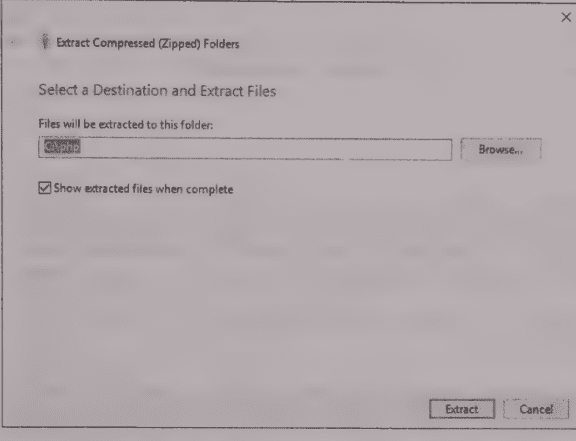 Extract Compressed (Zipped) Folders
Select a Destination and Extract Files
Files will be extracted to this folder:
C:\php
Browse...
Show extracted files when complete
Extract
Cancel